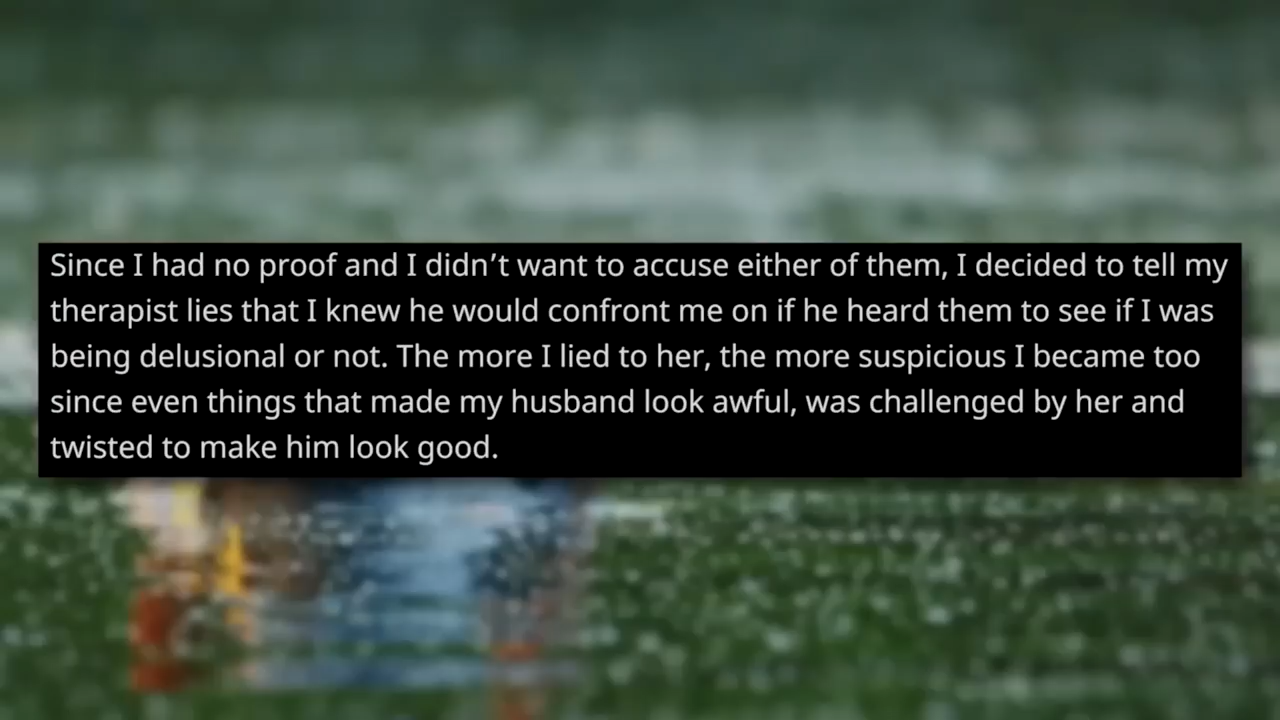 Since I had no proof and I didn’t want to accuse either of them, I decided to tell my
therapist lies that I knew he would confront me on if he heard them to see if I was
being delusional or not. The more I lied to her, the more suspicious I became too
since even things that made my husband look awful, was challenged by her and
twisted to make him look good.